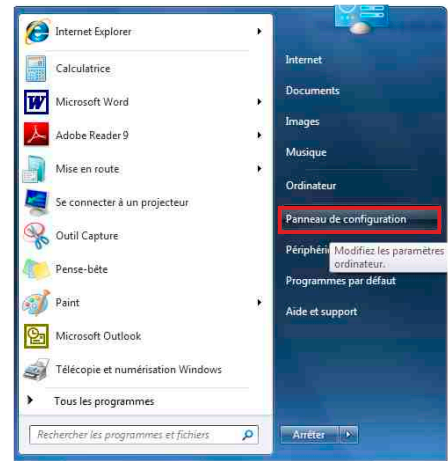 Internet Explorer
Calculatrice
Microsoft Word
Adobe Reader 9
Mise en route
Se connecter à un projecteur
Outil Capture
Pense-bête
Paint
Microsoft Outlook
Télécopie et numérisation Windows
Tous les programmes
Rechercher les programmes et fichiers
Internet
Documents
Images
Musique
Ordinateur
Panneau de configuration
Modifiez les paramètres
ordinateur.
Programmes par défaut
Aide et support
Arrêter